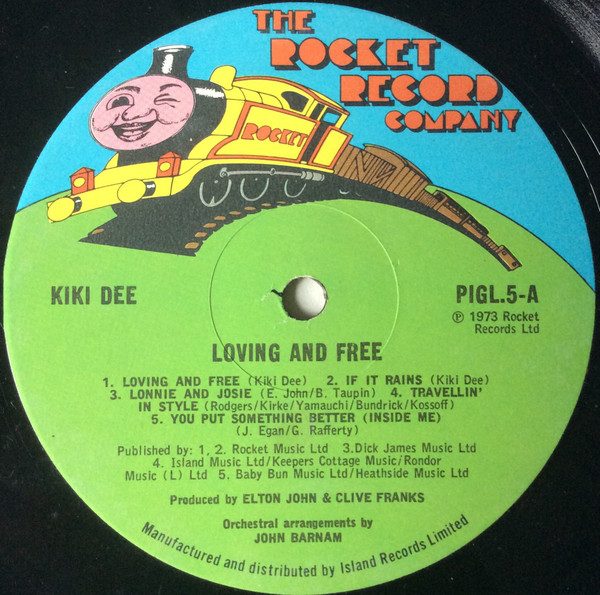 THE
ROCKET
RECORD
COMPANY
ROCKET
KIKI DEE
PIGL.5-A
Ⓟ 1973 Rocket
Records Ltd
LOVING AND FREE
1. LOVING AND FREE (Kiki Dee) 2. IF IT RAINS (Kiki Dee)
3. LONNIE AND JOSIE (E. John/B. Taupin) 4. TRAVELLIN'
IN STYLE (Rodgers/Kirke/Yamauchi/Bundrick/Kossoff)
5. YOU PUT SOMETHING BETTER (INSIDE ME)
(J. Egan/G. Rafferty)
Published by: 1, 2. Rocket Music Ltd 3.Dick James Music Ltd
4. Island Music Ltd/Keepers Cottage Music/Rondor
Music (L) Ltd 5. Baby Bun Music Ltd/Heathside Music Ltd
Produced by ELTON JOHN & CLIVE FRANKS
Orchestral arrangements by
JOHN BARNAM
Manufactured and distributed by Island Records Limited